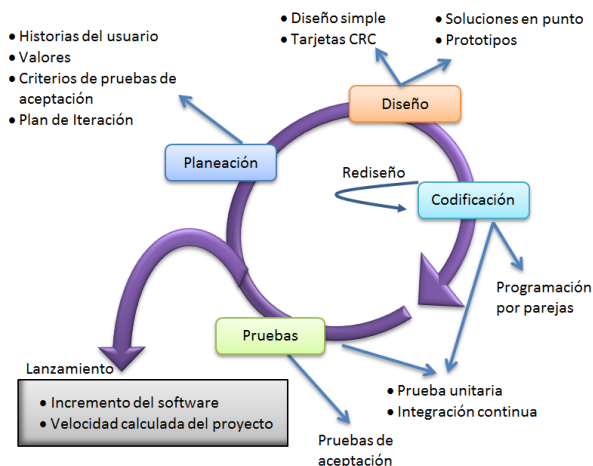 • Historias del usuario
• Valores
• Criterios de pruebas de
aceptación
• Plan de Iteración
• Diseño simple
• Tarjetas CRC
• Soluciones en punto
• Prototipos
Diseño
Planeación
Rediseño
Codificación
Programación
por parejas
Pruebas
Lanzamiento
• Incremento del software
• Velocidad calculada del proyecto
• Prueba unitaria
• Integración continua
Pruebas de
aceptación